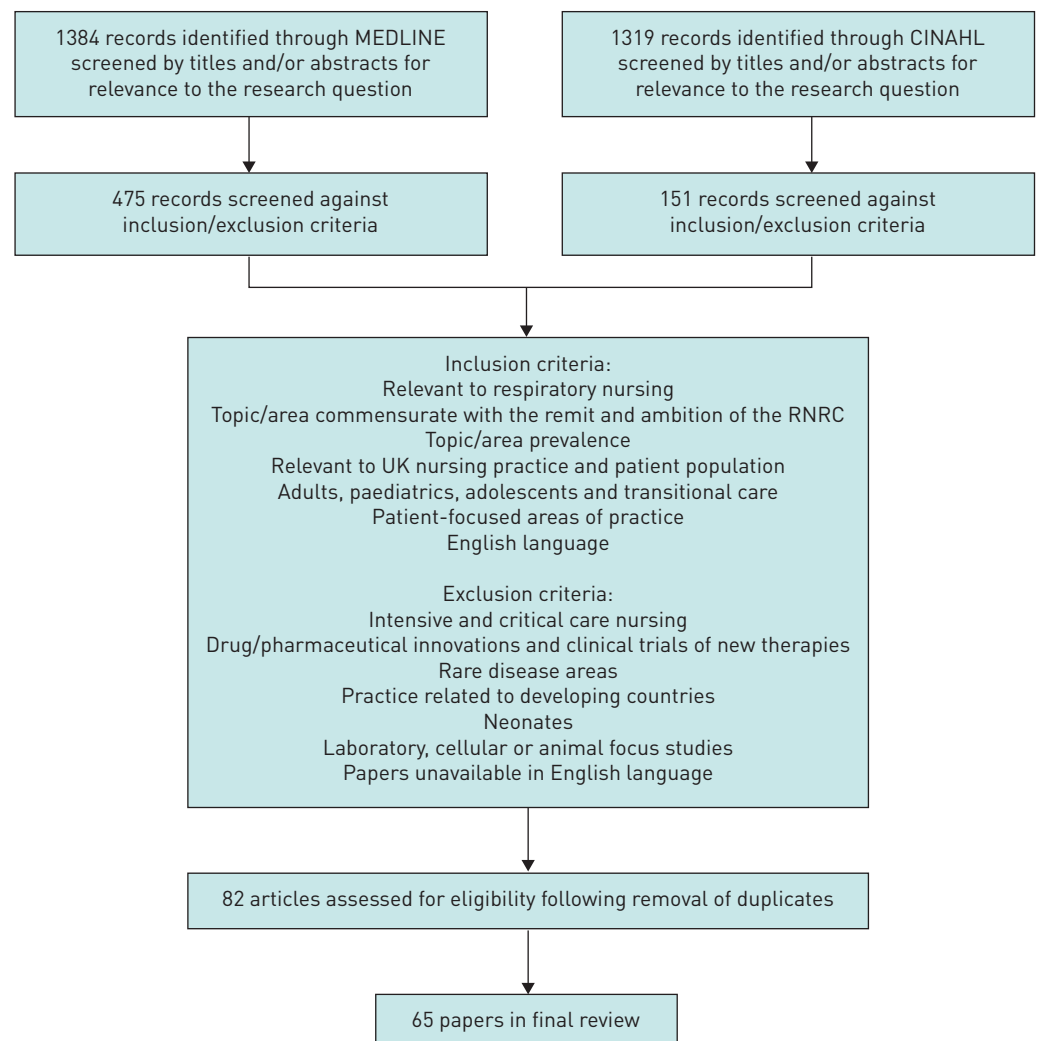 1384 records identified through MEDLINE
screened by titles and/or abstracts for
relevance to the research question
1319 records identified through CINAHL
screened by titles and/or abstracts for
relevance to the research question
475 records screened against
inclusion/exclusion criteria
151 records screened against
inclusion/exclusion criteria
Inclusion criteria:
Relevant to respiratory nursing
Topic/area commensurate with the remit and ambition of the RNRC
Topic/area prevalence
Relevant to UK nursing practice and patient population
Adults, paediatrics, adolescents and transitional care
Patient-focused areas of practice
English language
Exclusion criteria:
Intensive and critical care nursing
Drug/pharmaceutical innovations and clinical trials of new therapies
Rare disease areas
Practice related to developing countries
Neonates
Laboratory, cellular or animal focus studies
Papers unavailable in English language
82 articles assessed for eligibility following removal of duplicates
65 papers in final review